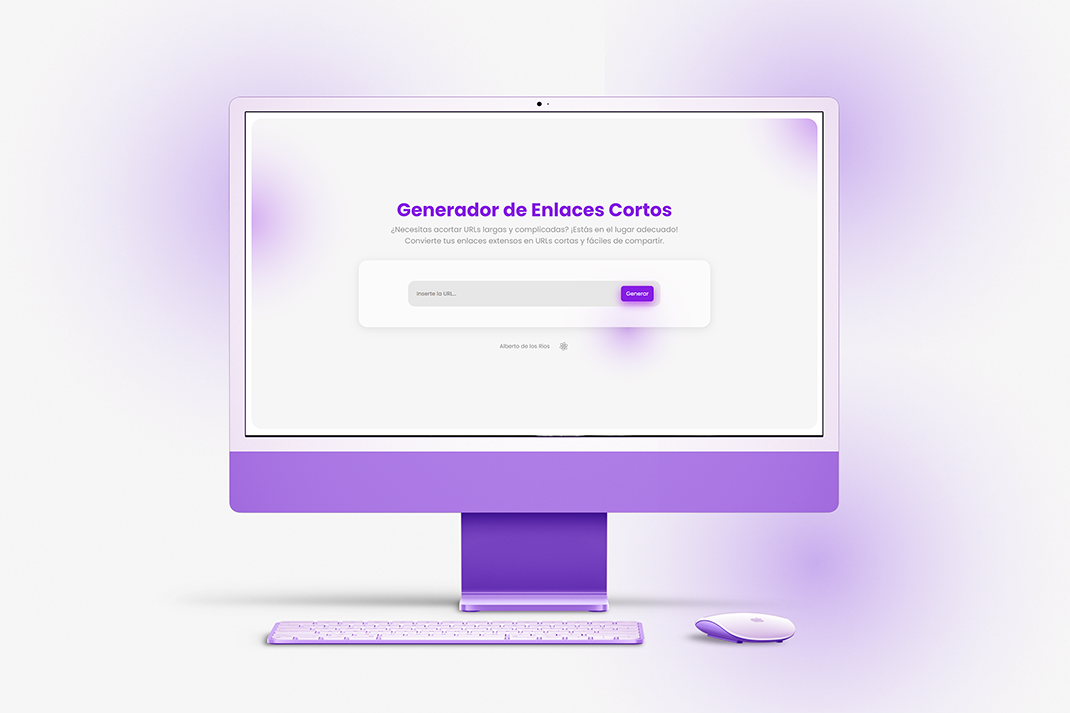 Generador de Enlaces Cortos
¿Necesitas acortar URLs largas y complicadas? ¡Estás en el lugar adecuado!
Convierte tus enlaces extensos en URLs cortas y fáciles de compartir.
Inserte la URL...
Generar
Alberto de los Ríos